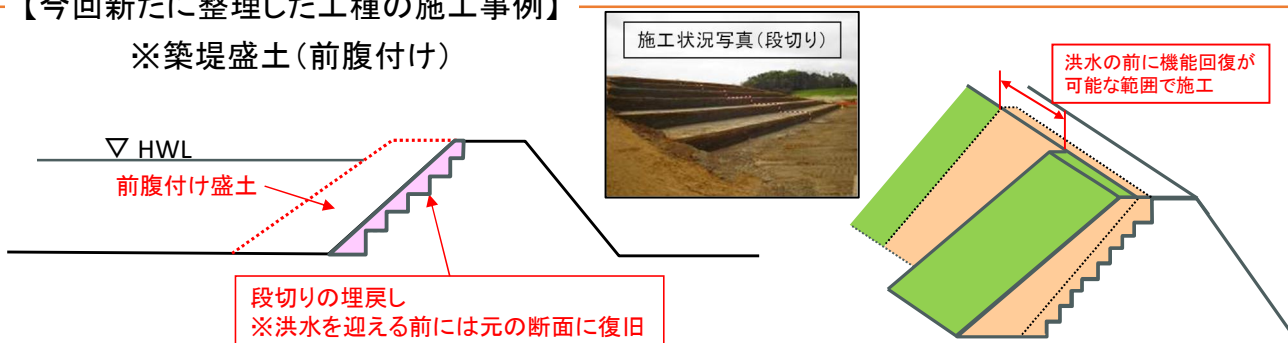 【今回新たに整理した工種の施工事例】
※築堤盛土（前腹付け）
施工状況写真（段切り）
洪水の前に機能回復が
可能な範囲で施工
▽ HWL
前腹付け盛土
段切りの埋戻し
※洪水を迎える前には元の断面に復旧